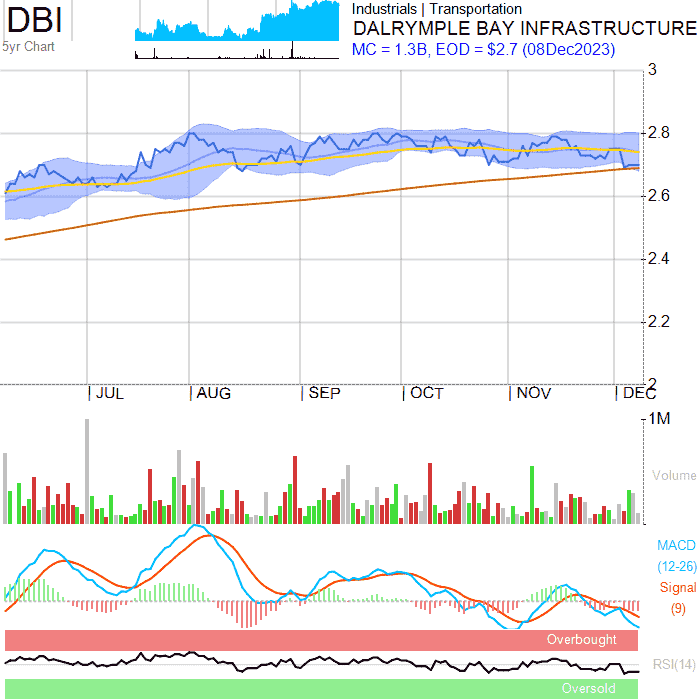 DBI
5yr Chart
Industrials | Transportation
DALRYMPLE BAY INFRASTRUCTURE
MC = 1.3B, EOD = $2.7 (08Dec2023)
3
2.8
2.6
2.4
2.2
2
JUL AUG SEP OCT NOV DEC
1M
Volume
MACD
(12-26)
Signal
(9)
Overbought
RSI(14)
Oversold